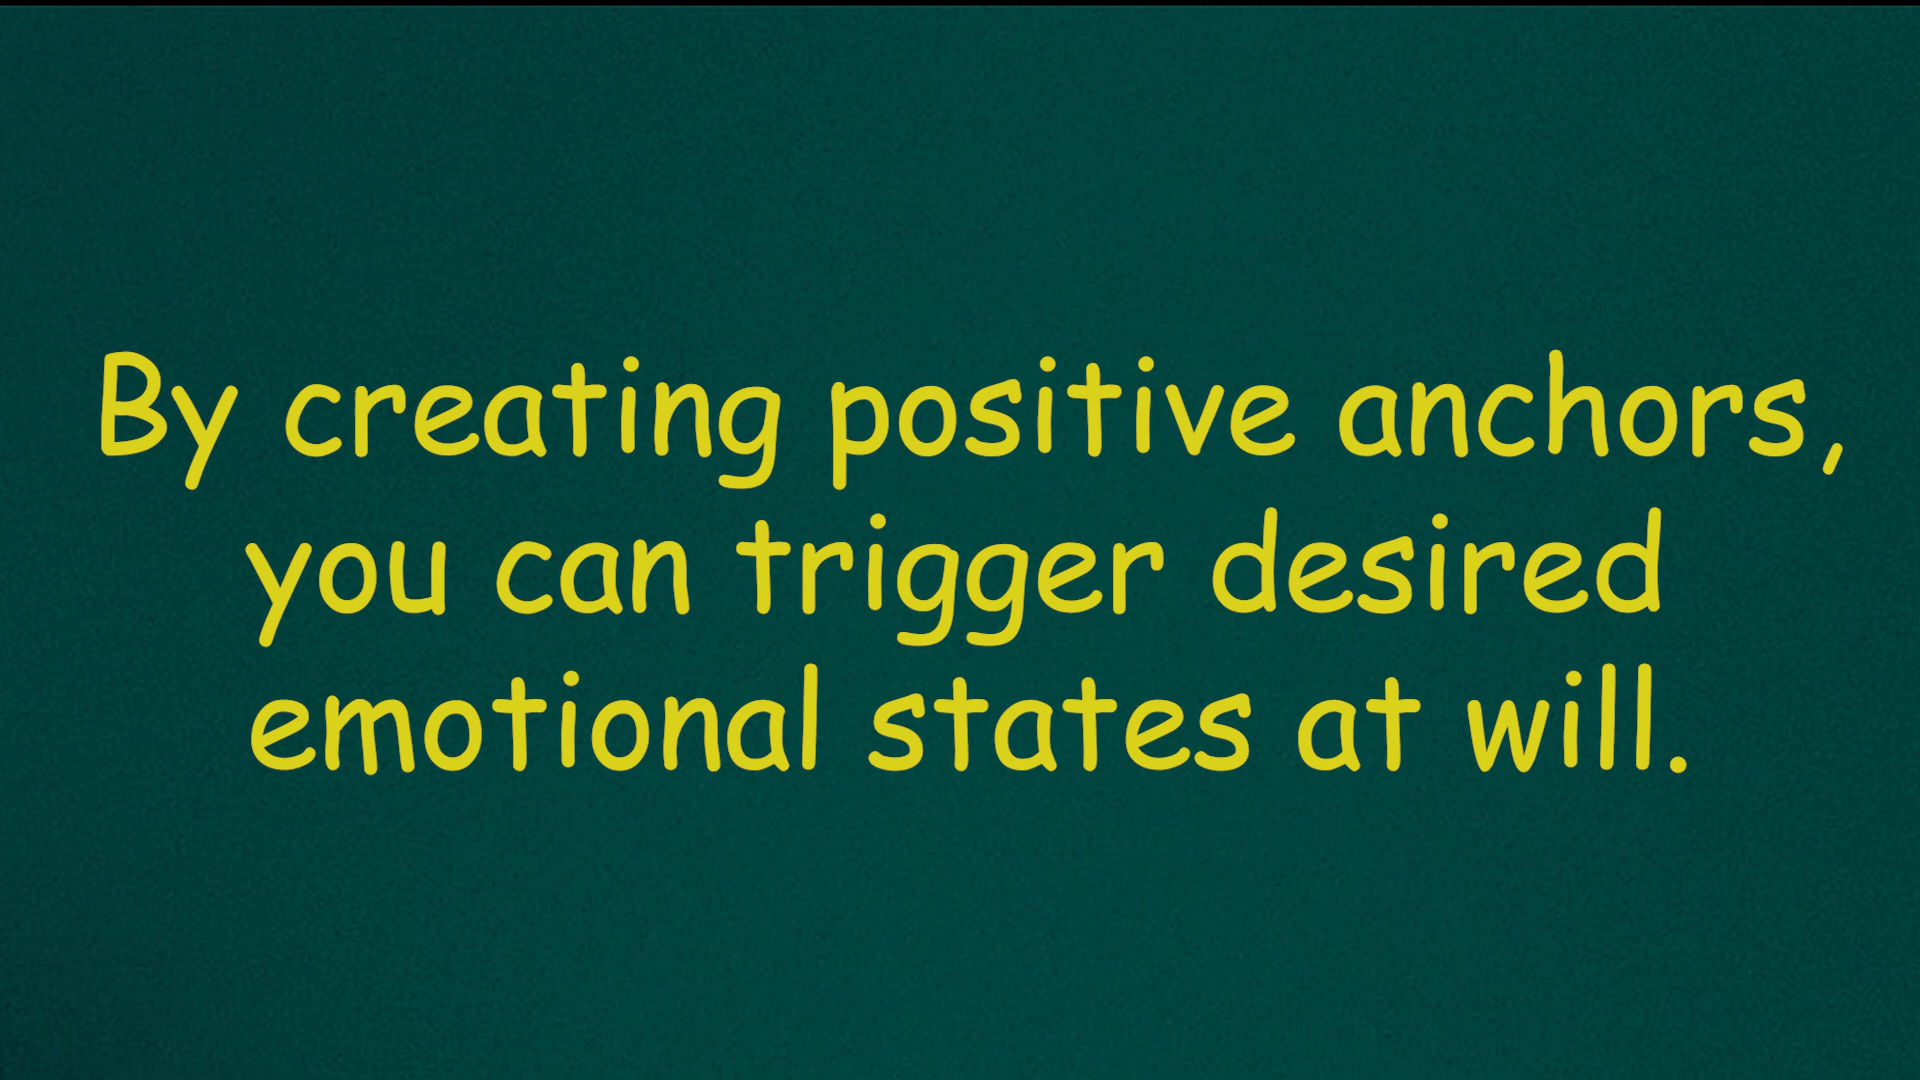 By creating positive anchors,
you can trigger desired
emotional states at will.